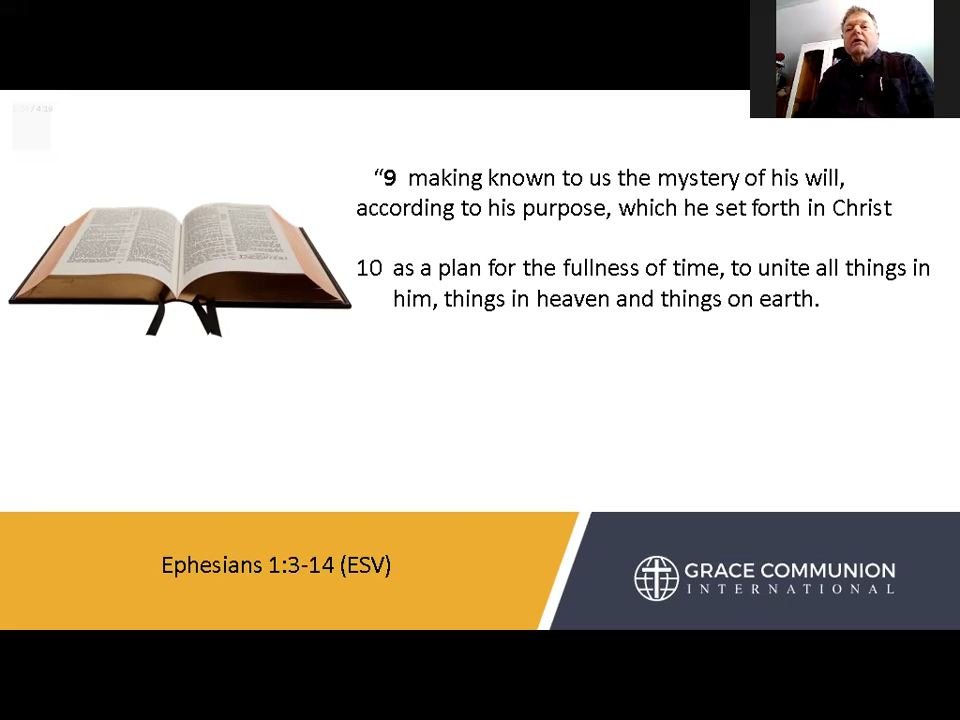 / 4:19
“9 making known to us the mystery of his will,
according to his purpose, which he set forth in Christ
10 as a plan for the fullness of time, to unite all things in
him, things in heaven and things on earth.
Ephesians 1:3-14 (ESV)
GRACE COMMUNION
INTERNATIONAL